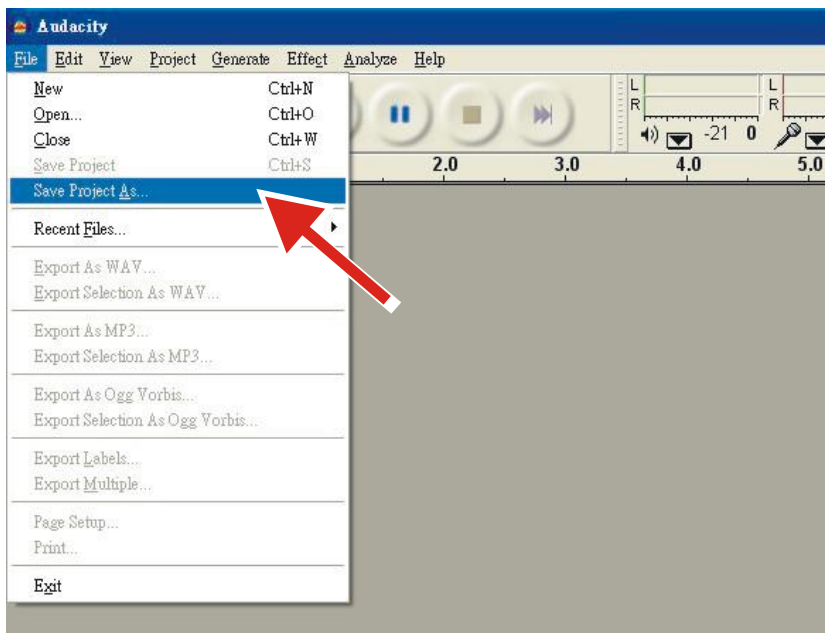 Audacity
File Edit View Project Generate Effect Analyze Help
New Ctrl+N
Open... Ctrl+O
Close Ctrl+W
Save Project Ctrl+S
Save Project As...
Recent Files...
Export As WAV...
Export Selection As WAV...
Export As MP3...
Export Selection As MP3...
Export As Ogg Vorbis...
Export Selection As Ogg Vorbis...
Export Labels...
Export Multiple...
Page Setup...
Print...
Exit
L L
R R
-21 0
2.0 3.0 4.0 5.0